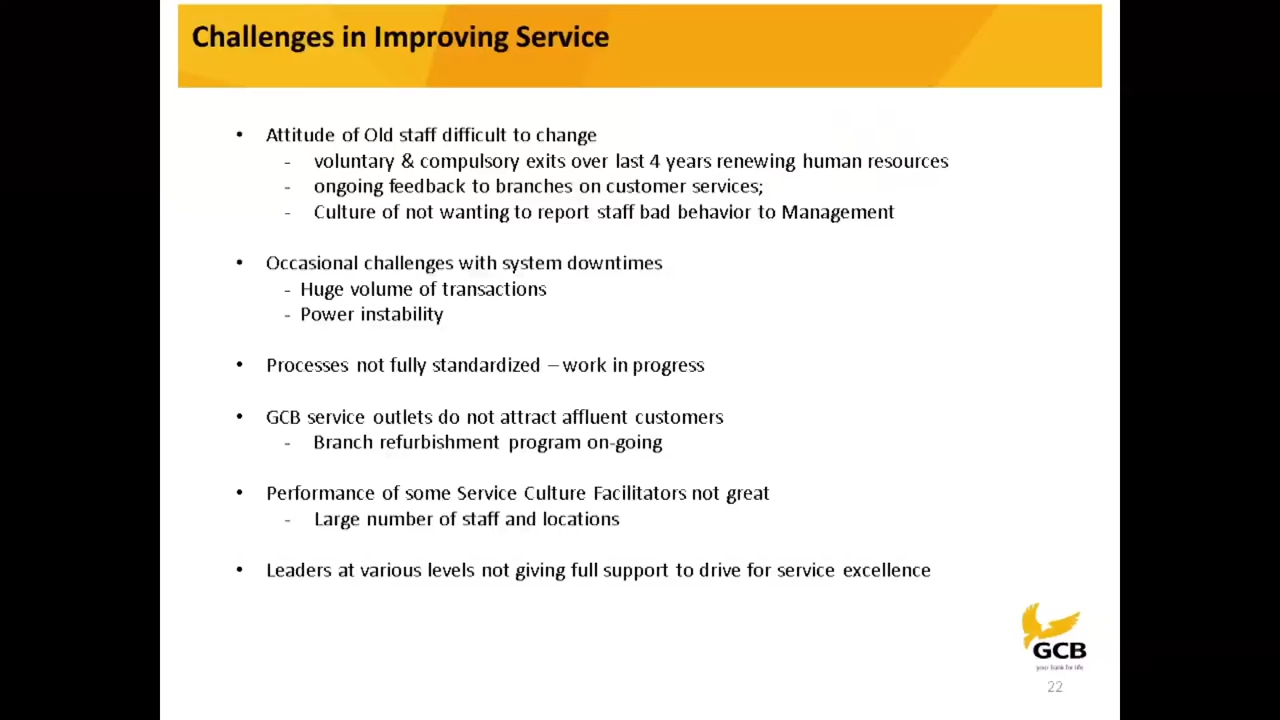 Challenges in Improving Service
• Attitude of Old staff difficult to change
- voluntary & compulsory exits over last 4 years renewing human resources
- ongoing feedback to branches on customer services;
- Culture of not wanting to report staff bad behavior to Management
• Occasional challenges with system downtimes
- Huge volume of transactions
- Power instability
• Processes not fully standardized – work in progress
• GCB service outlets do not attract affluent customers
- Branch refurbishment program on-going
• Performance of some Service Culture Facilitators not great
- Large number of staff and locations
• Leaders at various levels not giving full support to drive for service excellence
GCB
your bank for life
22